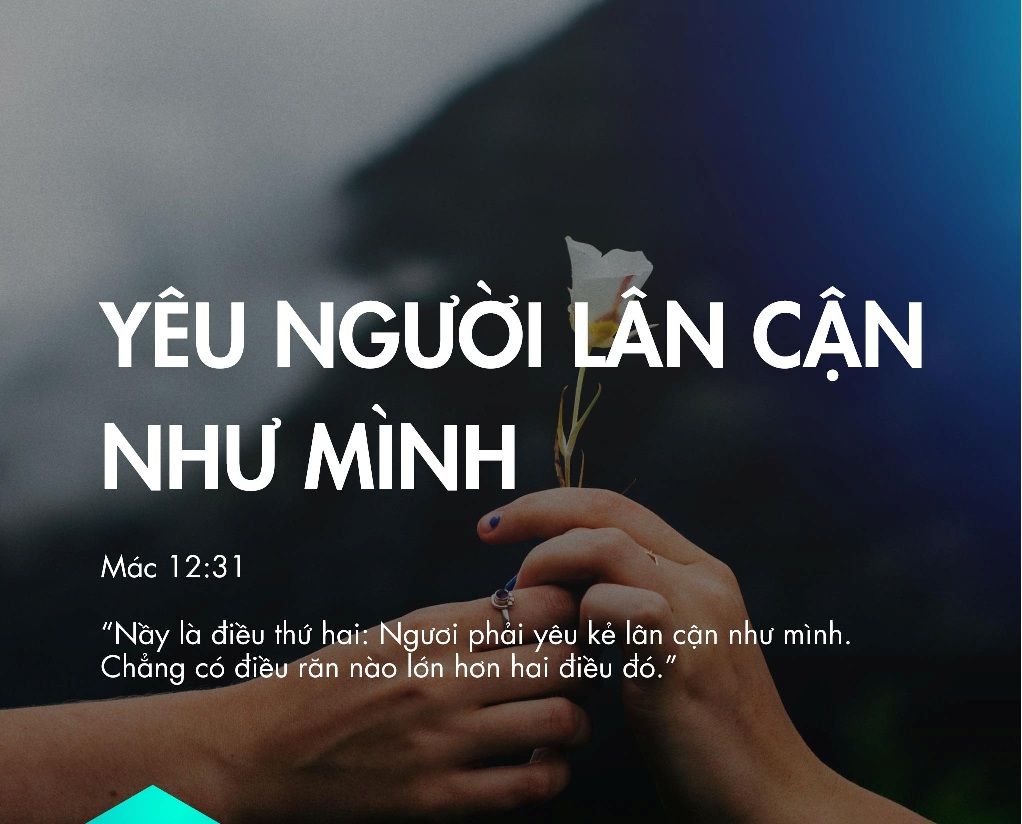 YÊU NGƯỜI LÂN CẬN
NHƯ MÌNH
Mác 12:31
“Nầy là điều thứ hai: Ngươi phải yêu kẻ lân cận như mình.
Chẳng có điều răn nào lớn hơn hai điều đó.”